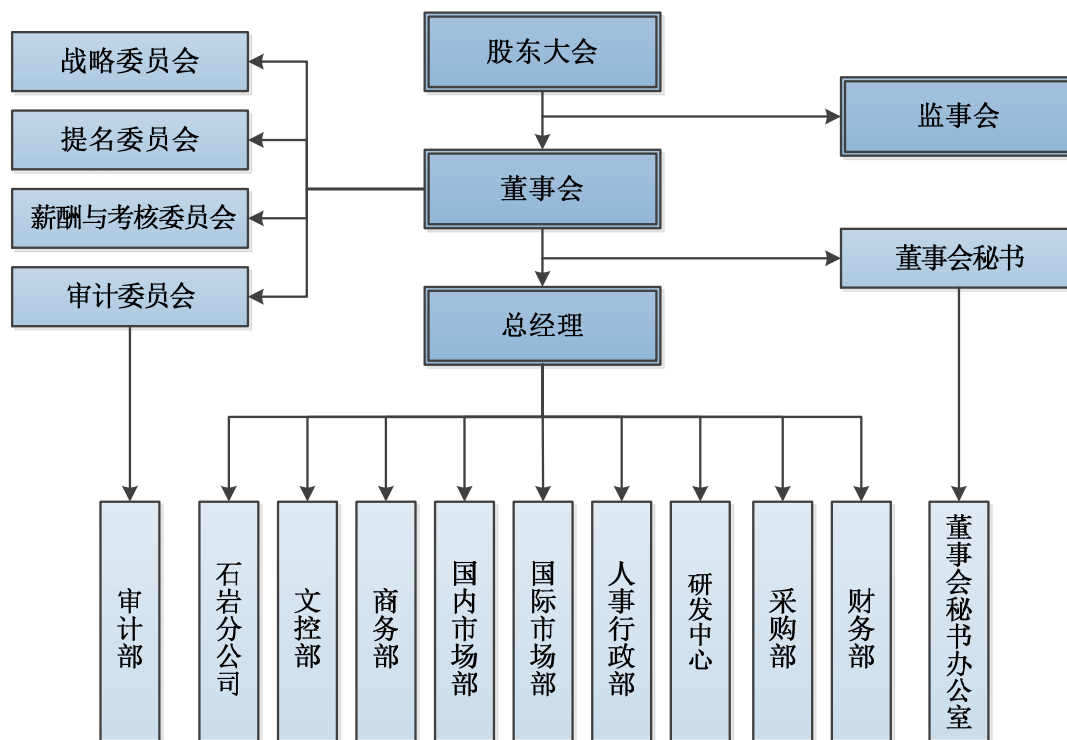 股东大会
战略委员会
监事会
提名委员会
董事会
薪酬与考核委员会
董事会秘书
审计委员会
总经理
审计部
石岩分公司
文控部
商务部
国内市场部
国际市场部
人事行政部
研发中心
采购部
财务部
董事会秘书办公室